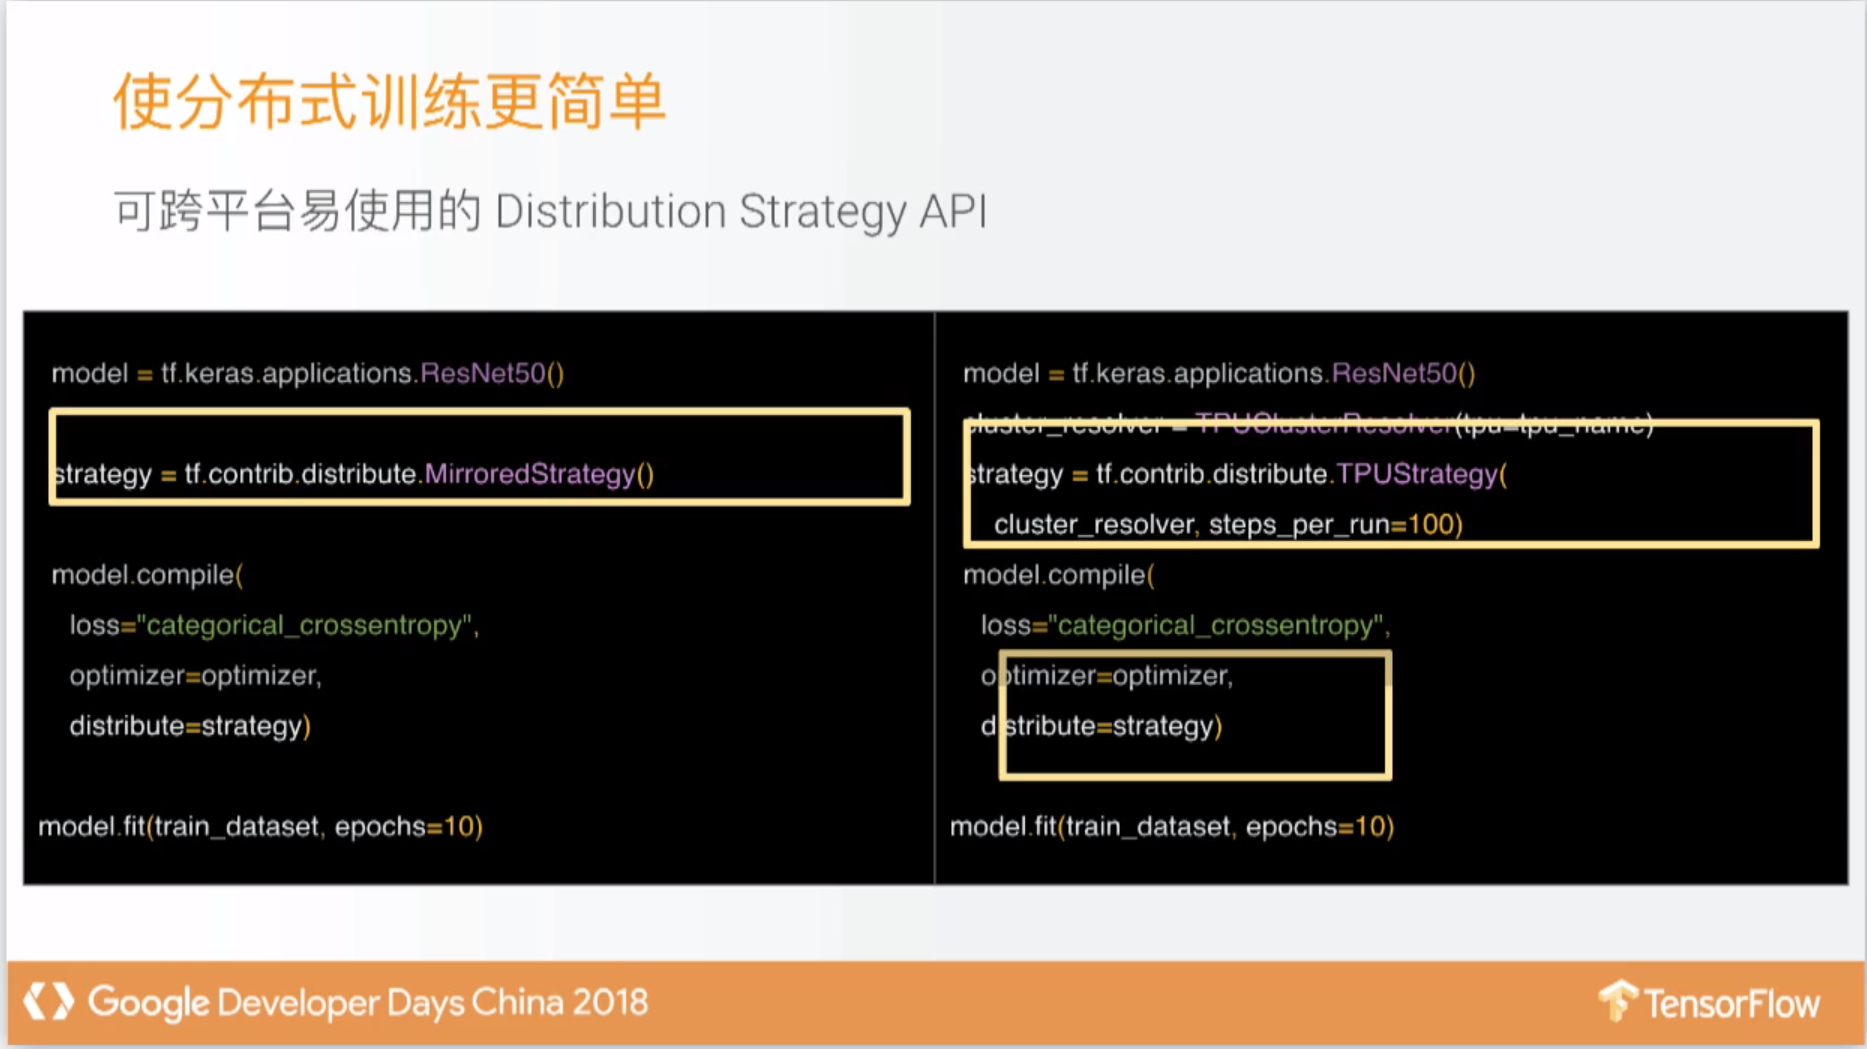 使分布式训练更简单
可跨平台易使用的 Distribution Strategy API
model = tf.keras.applications.ResNet50()
strategy = tf.contrib.distribute.MirroredStrategy()
model.compile(
loss="categorical_crossentropy",
optimizer=optimizer,
distribute=strategy)
model.fit(train_dataset, epochs=10)
model = tf.keras.applications.ResNet50()
cluster_resolver = TPUClusterResolver(tpu=tpu_name)
strategy = tf.contrib.distribute.TPUStrategy(
cluster_resolver, steps_per_run=100)
model.compile(
loss="categorical_crossentropy",
optimizer=optimizer,
distribute=strategy)
model.fit(train_dataset, epochs=10)
Google Developer Days China 2018
TensorFlow